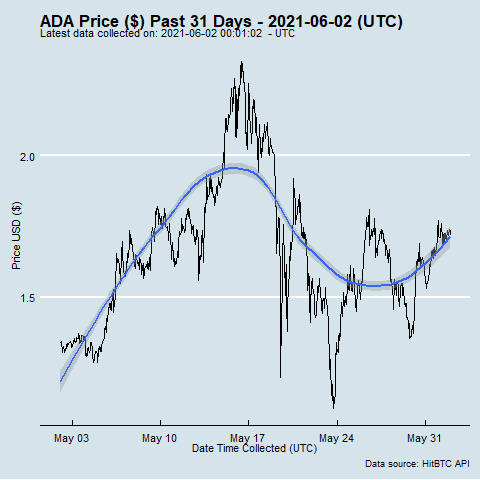 ADA Price ($) Past 31 Days - 2021-06-02 (UTC)
Latest data collected on: 2021-06-02 00:01:02 - UTC
Price USD ($)
2.0
1.5
May 03 May 10 May 17 May 24 May 31
Date Time Collected (UTC)
Data source: HitBTC API